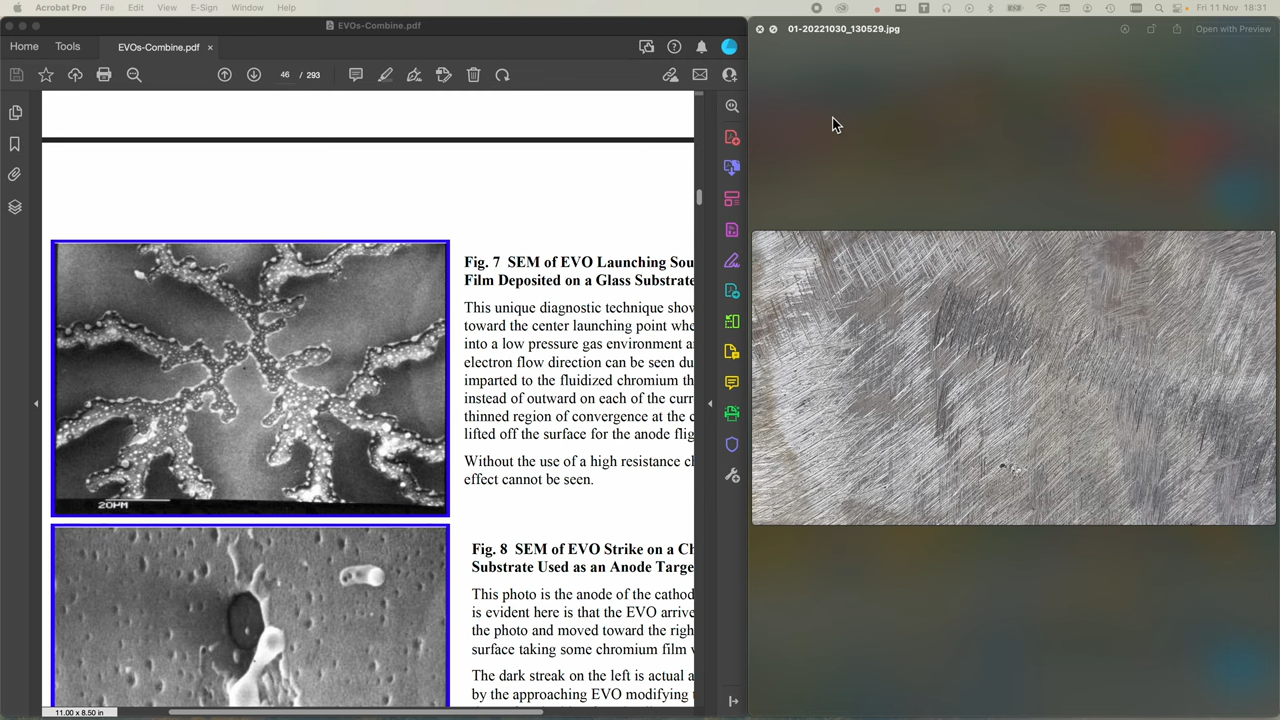 Acrobat Pro File Edit View E-Sign Window Help Fri 11 Nov 18:31
EVOs-Combine.pdf
Home Tools EVOs-Combine.pdf ×
46 / 293
Fig. 7 SEM of EVO Launching Sou
Film Deposited on a Glass Substrate
This unique diagnostic technique show
toward the center launching point whe
into a low pressure gas environment a
electron flow direction can be seen du
imparted to the fluidized chromium th
instead of outward on each of the curr
thinned region of convergence at the c
lifted off the surface for the anode flig
Without the use of a high resistance ch
effect cannot be seen.
20µM
Fig. 8 SEM of EVO Strike on a Ch
Substrate Used as an Anode Targe
This photo is the anode of the cathod
is evident here is that the EVO arrive
the photo and moved toward the righ
surface taking some chromium film w
The dark streak on the left is actual a
by the approaching EVO modifying
11.00 x 8.50 in
01-20221030_130529.jpg
Open with Preview